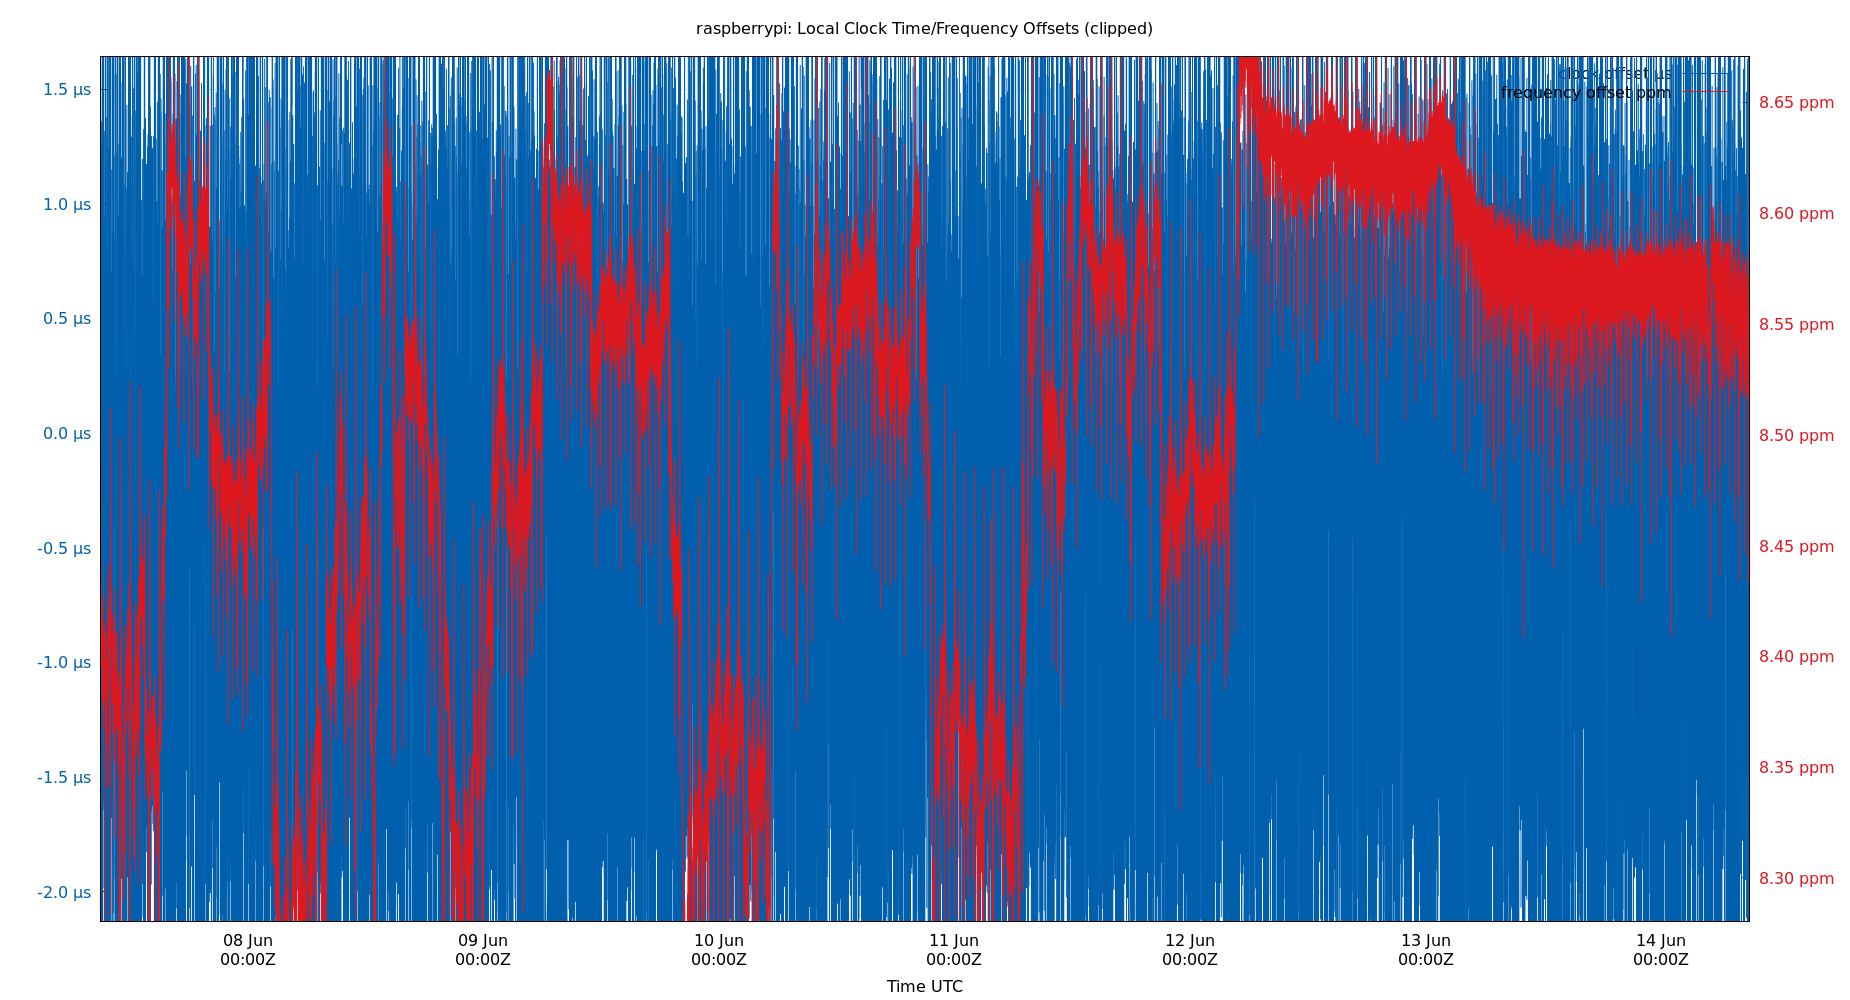 raspberrypi: Local Clock Time/Frequency Offsets (clipped)
clock offset µs
frequency offset ppm
1.5 µs
1.0 µs
0.5 µs
0.0 µs
-0.5 µs
-1.0 µs
-1.5 µs
-2.0 µs
8.65 ppm
8.60 ppm
8.55 ppm
8.50 ppm
8.45 ppm
8.40 ppm
8.35 ppm
8.30 ppm
08 Jun 09 Jun 10 Jun 11 Jun 12 Jun 13 Jun 14 Jun
00:00Z 00:00Z 00:00Z 00:00Z 00:00Z 00:00Z 00:00Z
Time UTC